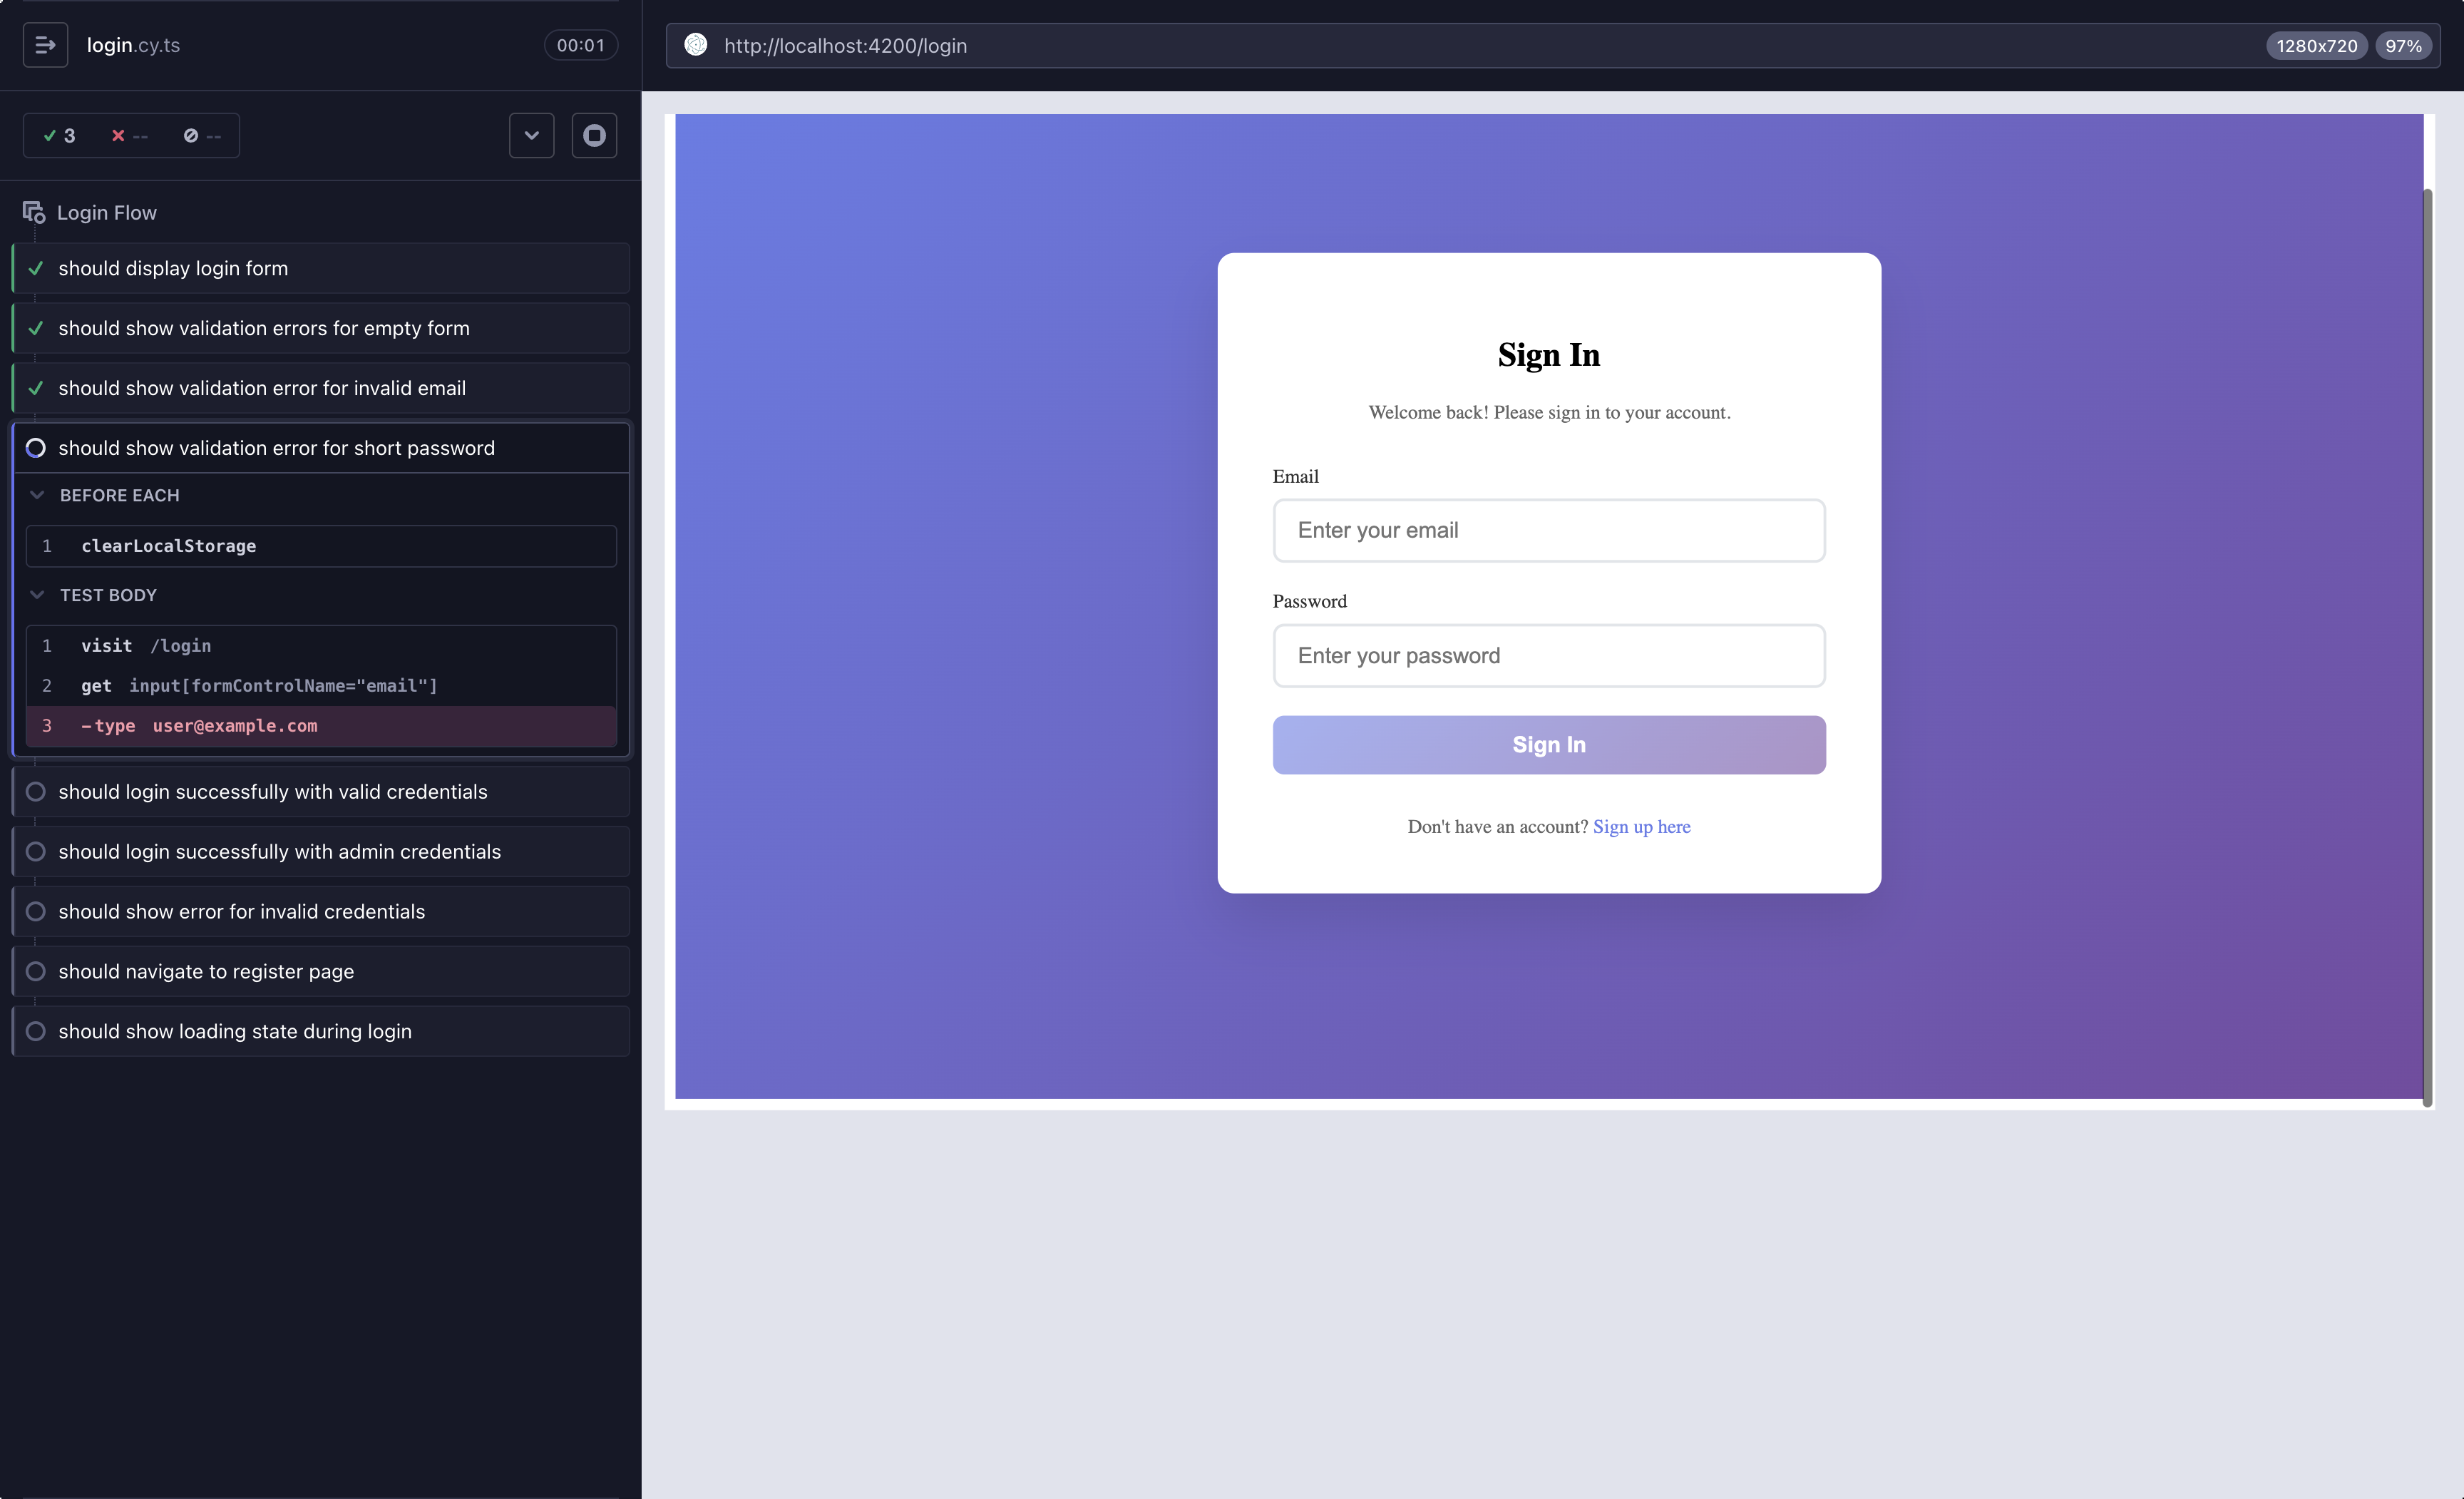 login.cy.ts
00:01
3 -- --
Login Flow
should display login form
should show validation errors for empty form
should show validation error for invalid email
should show validation error for short password
BEFORE EACH
1 clearLocalStorage
TEST BODY
1 visit /login
2 get input[formControlName="email"]
3 -type user@example.com
should login successfully with valid credentials
should login successfully with admin credentials
should show error for invalid credentials
should navigate to register page
should show loading state during login
http://localhost:4200/login
1280x720 97%
Sign In
Welcome back! Please sign in to your account.
Email
Enter your email
Password
Enter your password
Sign In
Don't have an account? Sign up here